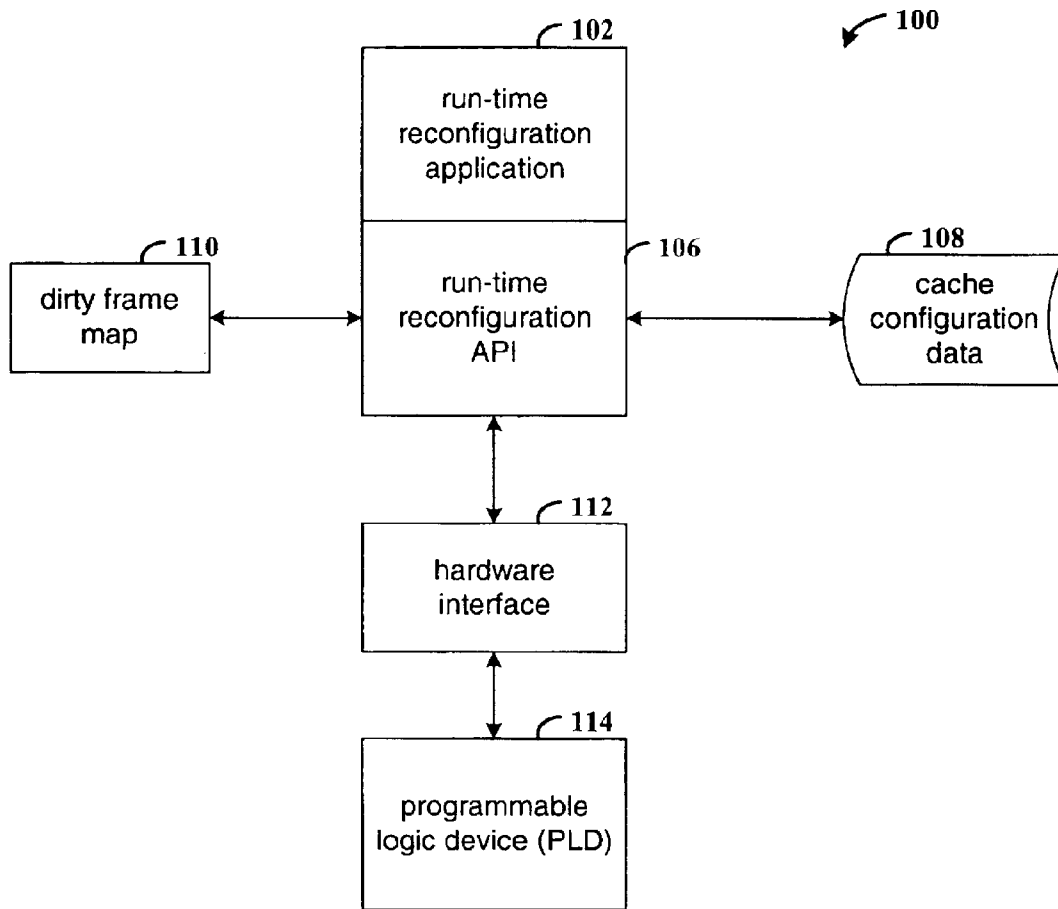 102
100
run-time
reconfiguration
application
110
dirty frame
map
106
run-time
reconfiguration
API
108
cache
configuration
data
112
hardware
interface
114
programmable
logic device (PLD)